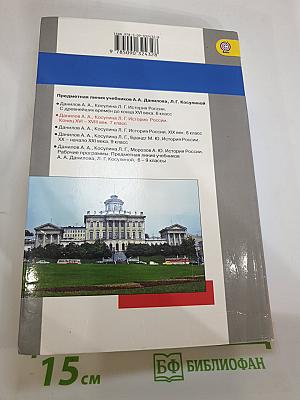 Предметная линия учебников А.А. Данилова, Л.Г. Косулиной
• Данилов А. А., Косулина Л. Г. История России.
С древнейших времён до конца XVI века. 6 класс
• Данилов А. А., Косулина Л. Г. История России.
Конец XVI – XVIII век. 7 класс
• Данилов А. А., Косулина Л. Г. История России. XIX век. 8 класс
• Данилов А. А., Косулина Л. Г., Брандт М. Ю. История России.
XX – начало XXI века. 9 класс
• Данилов А. А., Косулина Л. Г., Морозов А. Ю. История России.
Рабочие программы. Предметная линия учебников
А. А. Данилова, Л. Г. Косулиной. 6 – 9 классы
15 см
БФ БИБЛИОФАН